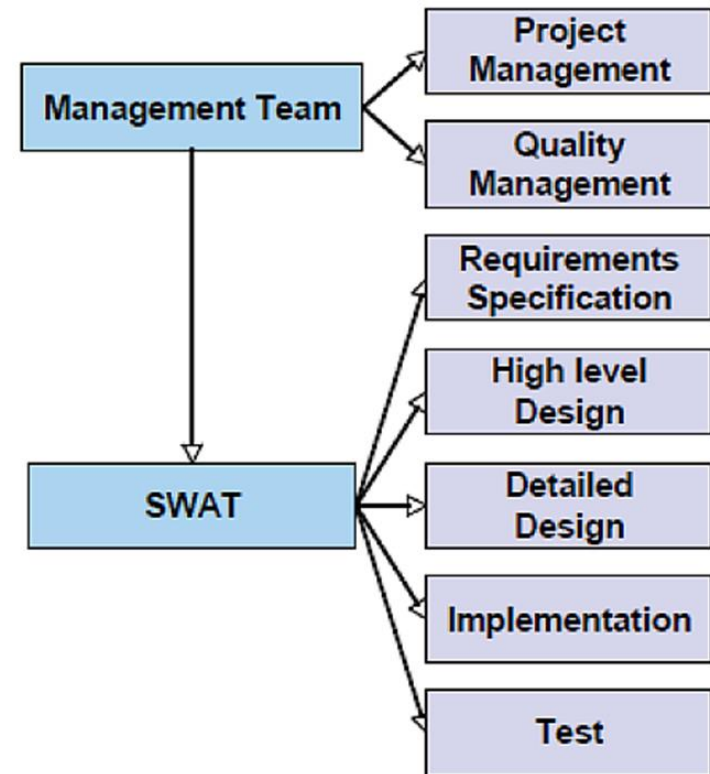 Project
Management
Management Team
Quality
Management
Requirements
Specification
High level
Design
SWAT
Detailed
Design
Implementation
Test